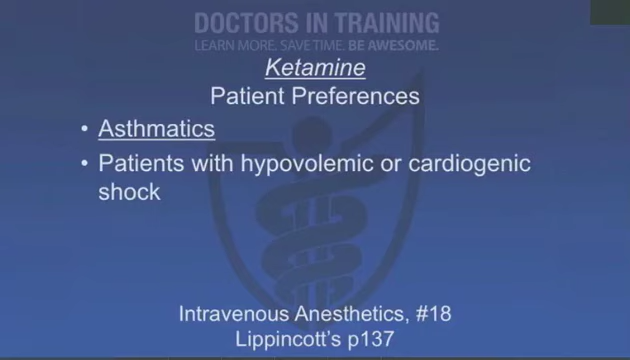 DOCTORS IN TRAINING
LEARN MORE. SAVE TIME. BE AWESOME.
Ketamine
Patient Preferences
• Asthmatics
• Patients with hypovolemic or cardiogenic
shock
Intravenous Anesthetics, #18
Lippincott's p137